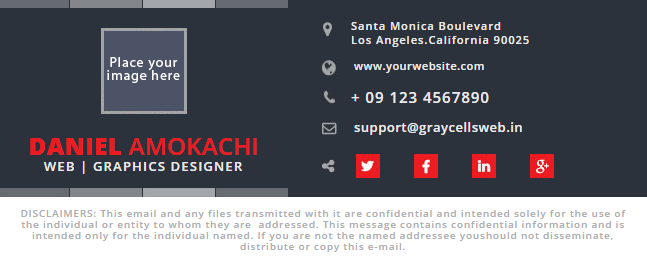 Place your
image here
DANIEL AMOKACHI
WEB | GRAPHICS DESIGNER
Santa Monica Boulevard
Los Angeles.California 90025
www.yourwebsite.com
+ 09 123 4567890
support@graycellsweb.in
DISCLAIMERS: This email and any files transmitted with it are confidential and intended solely for the use of
the individual or entity to whom they are addressed. This message contains confidential information and is
intended only for the individual named. If you are not the named addressee youshould not disseminate,
distribute or copy this e-mail.